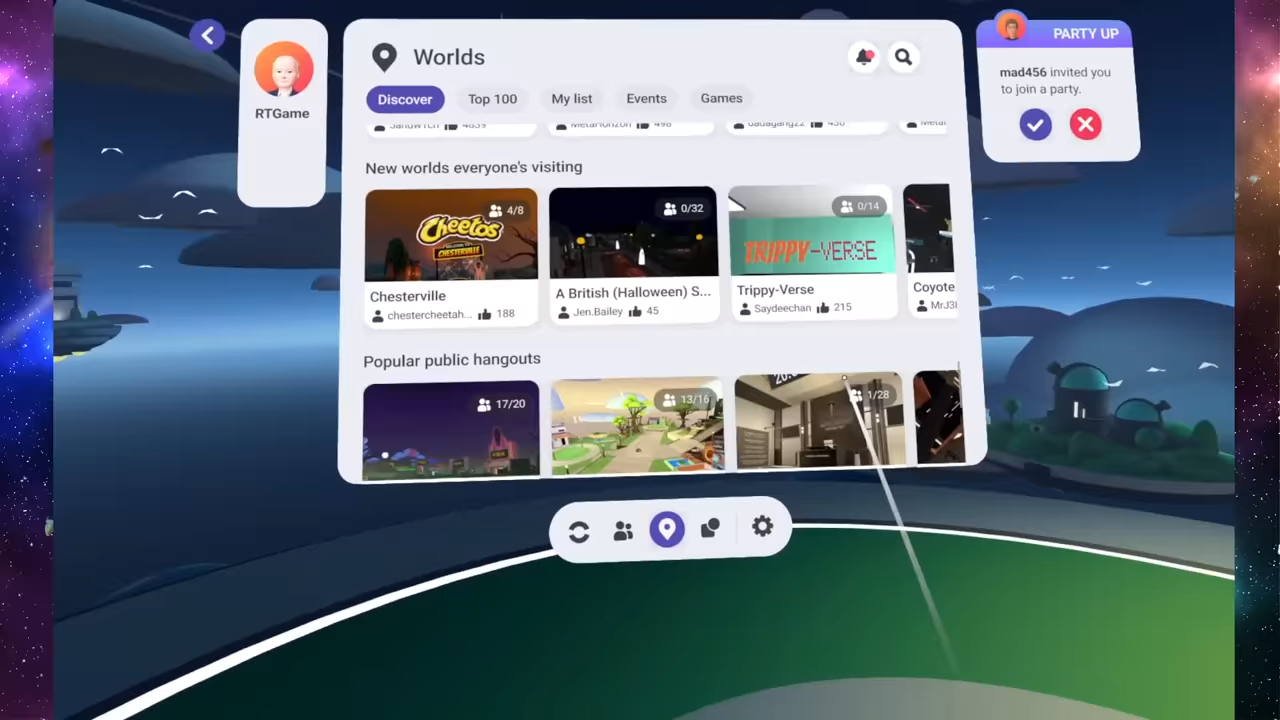 RTGame
Worlds
Discover
Top 100
My list
Events
Games
PARTY UP
mad456 invited you
to join a party.
498
New worlds everyone's visiting
4/8
Cheetos
CHESTERVILLE
Chesterville
chestercheetah... 188
0/32
A British (Halloween) S...
Jen.Bailey 45
0/14
TRIPPY-VERSE
Trippy-Verse
Saydeechan 215
Coyote
Popular public hangouts
17/20
13/16
1/28